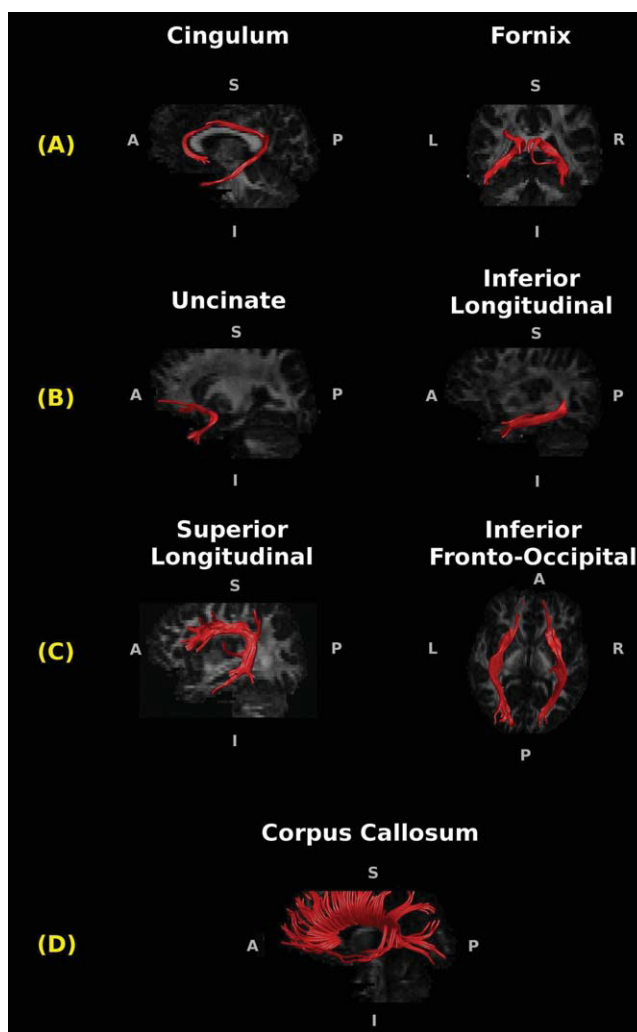 Cingulum Fornix
S S
(A) A P L R
I I
Uncinate
Inferior
Longitudinal
S S
(B) A P A P
I I
Superior
Longitudinal
Inferior
Fronto-Occipital
S A
(C) A P L R
I P
Corpus Callosum
S
(D) A P
I